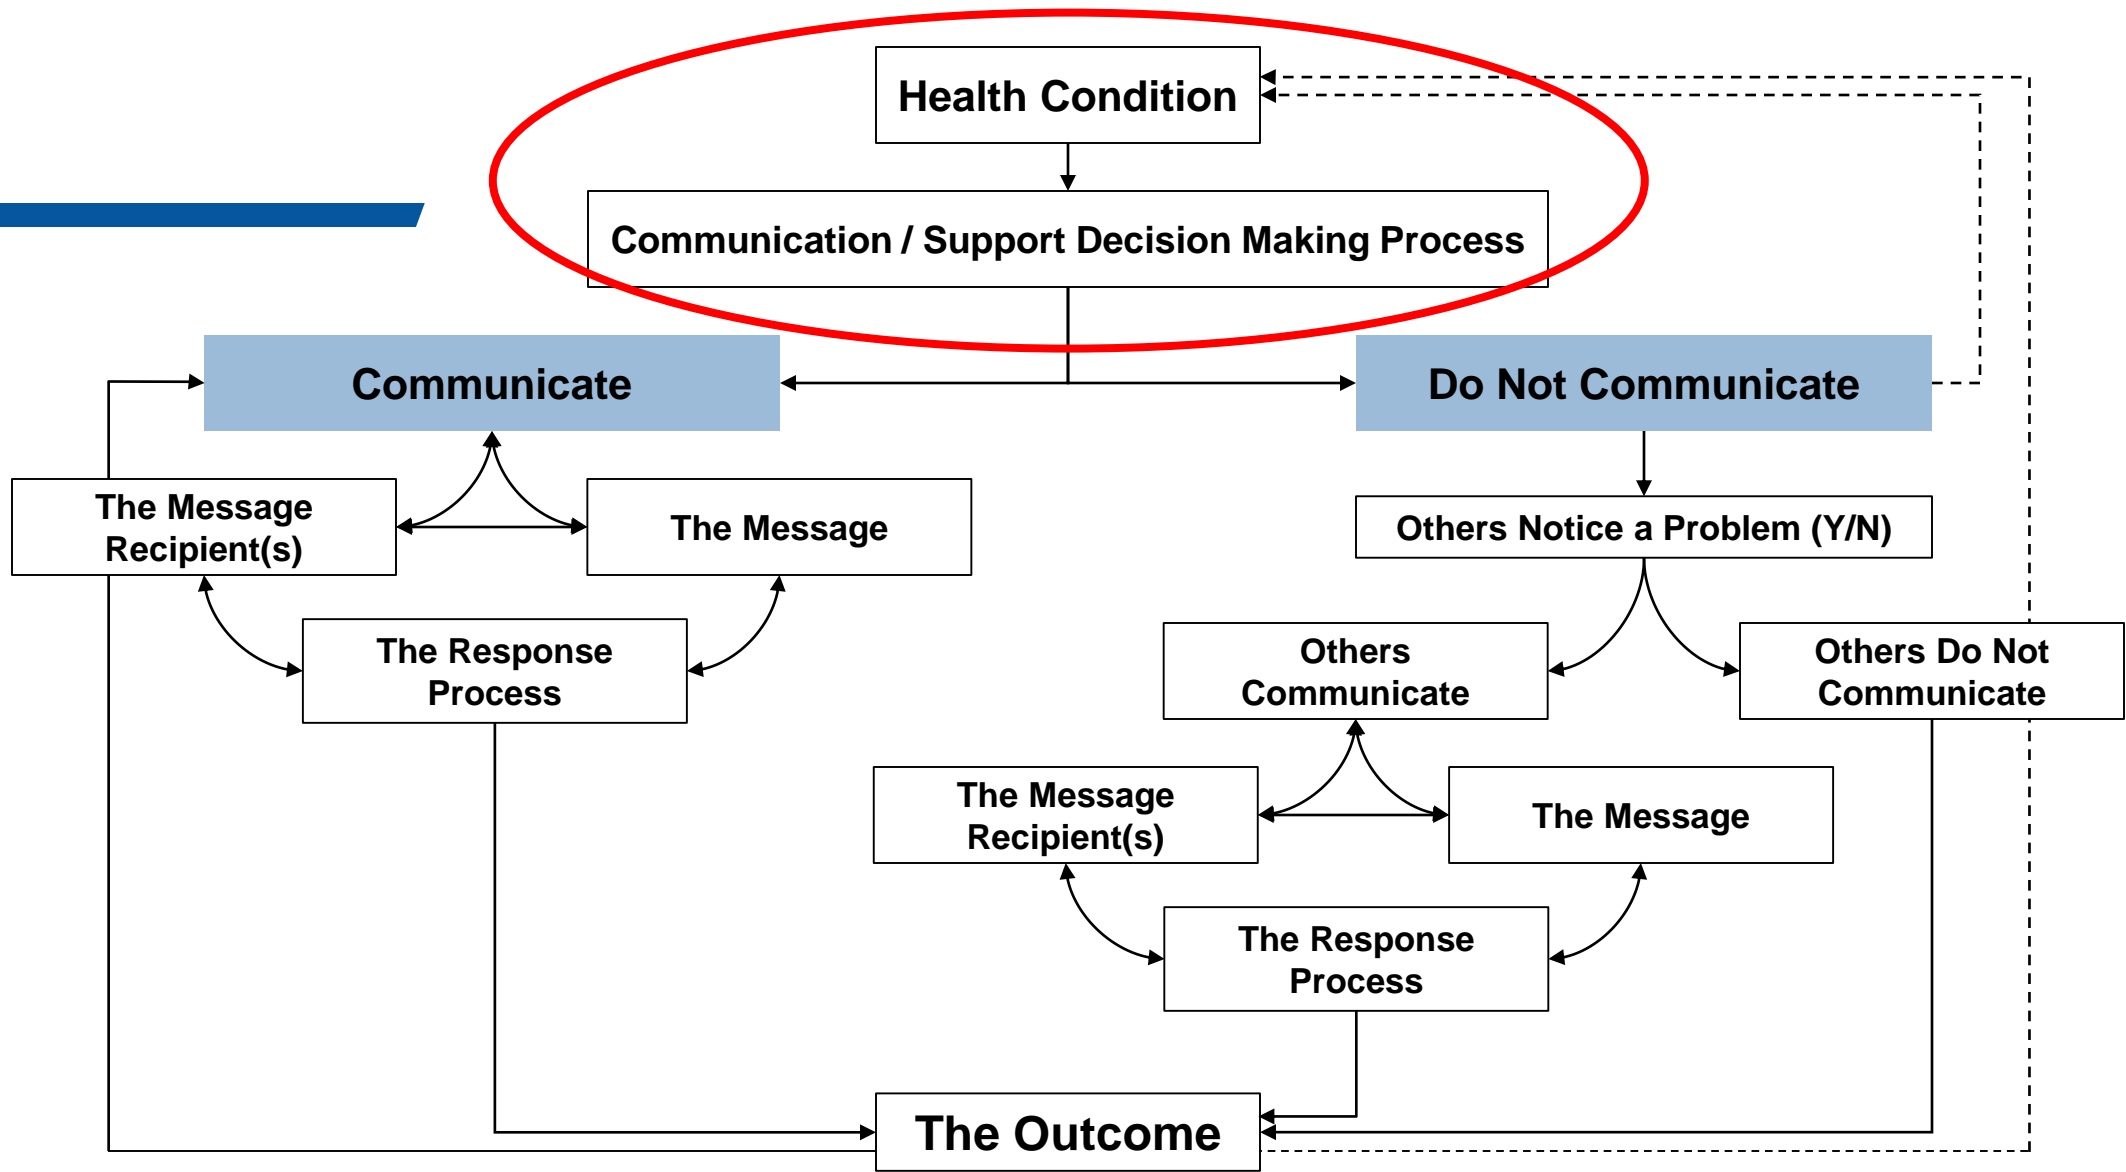 Health Condition
Communication / Support Decision Making Process
Communicate
Do Not Communicate
The Message
Recipient(s)
The Message
Others Notice a Problem (Y/N)
The Response
Process
Others
Communicate
Others Do Not
Communicate
The Message
Recipient(s)
The Message
The Response
Process
The Outcome